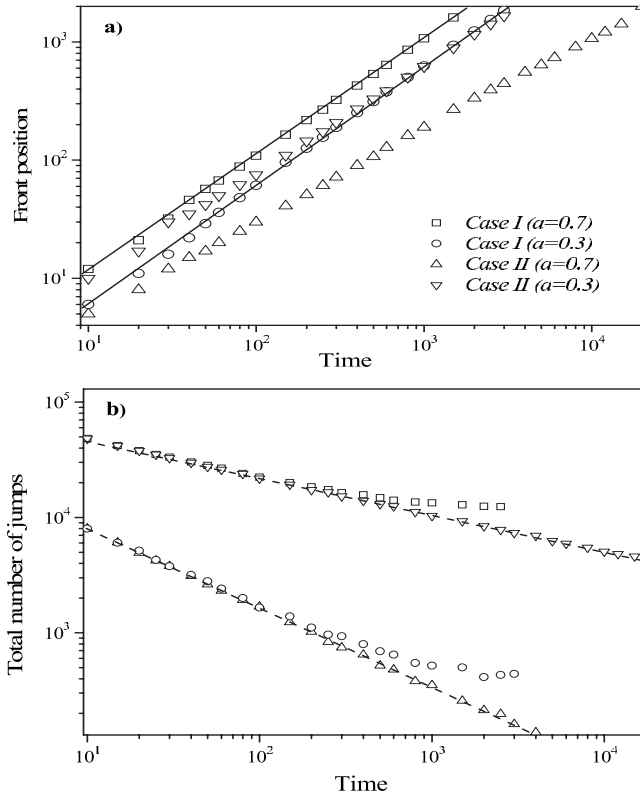 a)
10³
10²
10¹
Front position
10¹ 10² 10³ 10⁴
Time
Case I (a=0.7)
Case I (a=0.3)
Case II (a=0.7)
Case II (a=0.3)
b)
10⁵
10⁴
10³
Total number of jumps
10¹ 10² 10³ 10⁴
Time